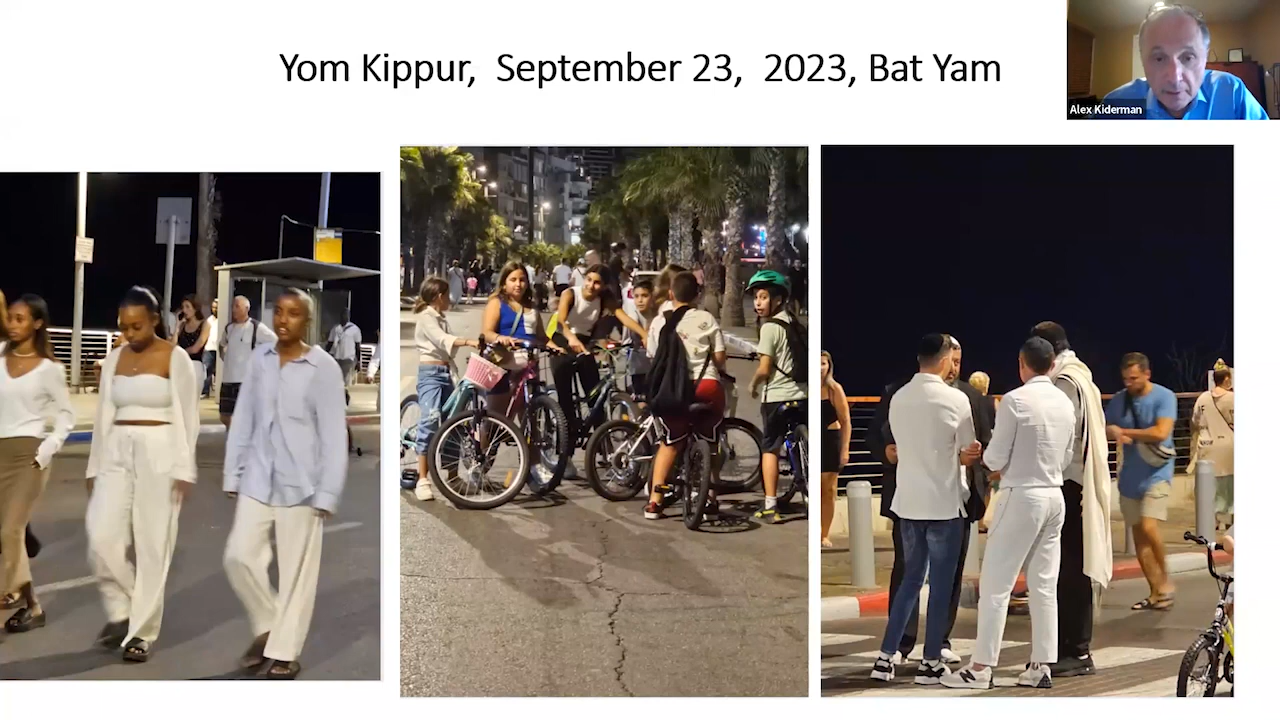 Yom Kippur,  September 23,  2023, Bat Yam
Alex Kiderman